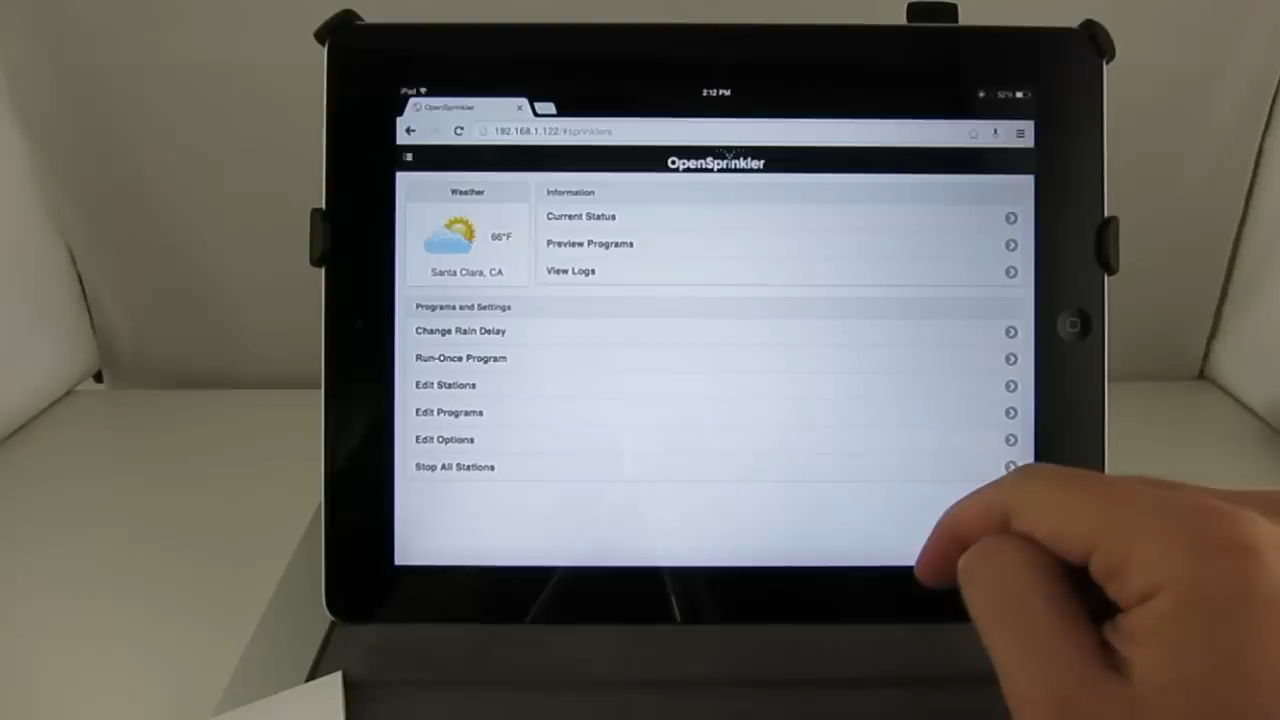 iPad 2:12 PM 52%
OpenSprinkler
192.168.1.122/#sprinklers
OpenSprinkler
Weather
66°F
Santa Clara, CA
Information
Current Status
Preview Programs
View Logs
Programs and Settings
Change Rain Delay
Run-Once Program
Edit Stations
Edit Programs
Edit Options
Stop All Stations